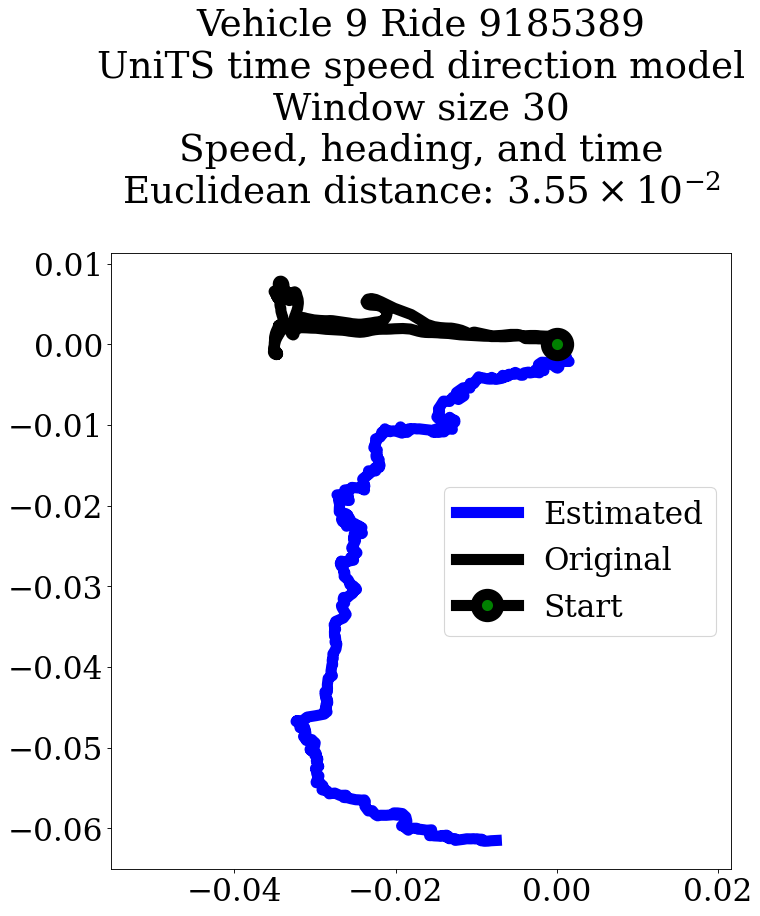 Vehicle 9 Ride 9185389
UniTS time speed direction model
Window size 30
Speed, heading, and time
Euclidean distance: 3.55 × 10⁻²
0.01
0.00
−0.01
−0.02
−0.03
−0.04
−0.05
−0.06
Estimated
Original
Start
−0.04 −0.02 0.00 0.02